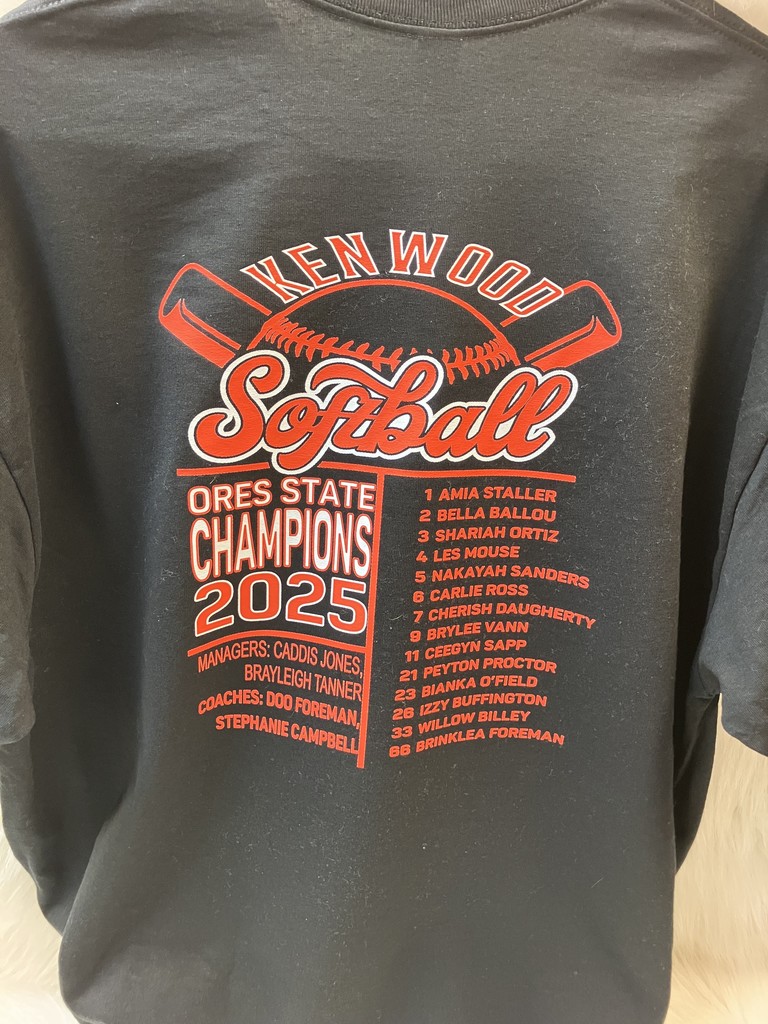 KENWOOD
Softball
ORES STATE
CHAMPIONS
2025
MANAGERS: CADDIS JONES,
BRAYLEIGH TANNER
COACHES: DOO FOREMAN,
STEPHANIE CAMPBELL
1 AMIA STALLER
2 BELLA BALLOU
3 SHARIAH ORTIZ
4 LES MOUSE
5 NAKAYAH SANDERS
6 CARLIE ROSS
7 CHERISH DAUGHERTY
9 BRYLEE VANN
11 CEEGYN SAPP
21 PEYTON PROCTOR
23 BIANKA O'FIELD
26 IZZY BUFFINGTON
33 WILLOW BILLEY
66 BRINKLEA FOREMAN